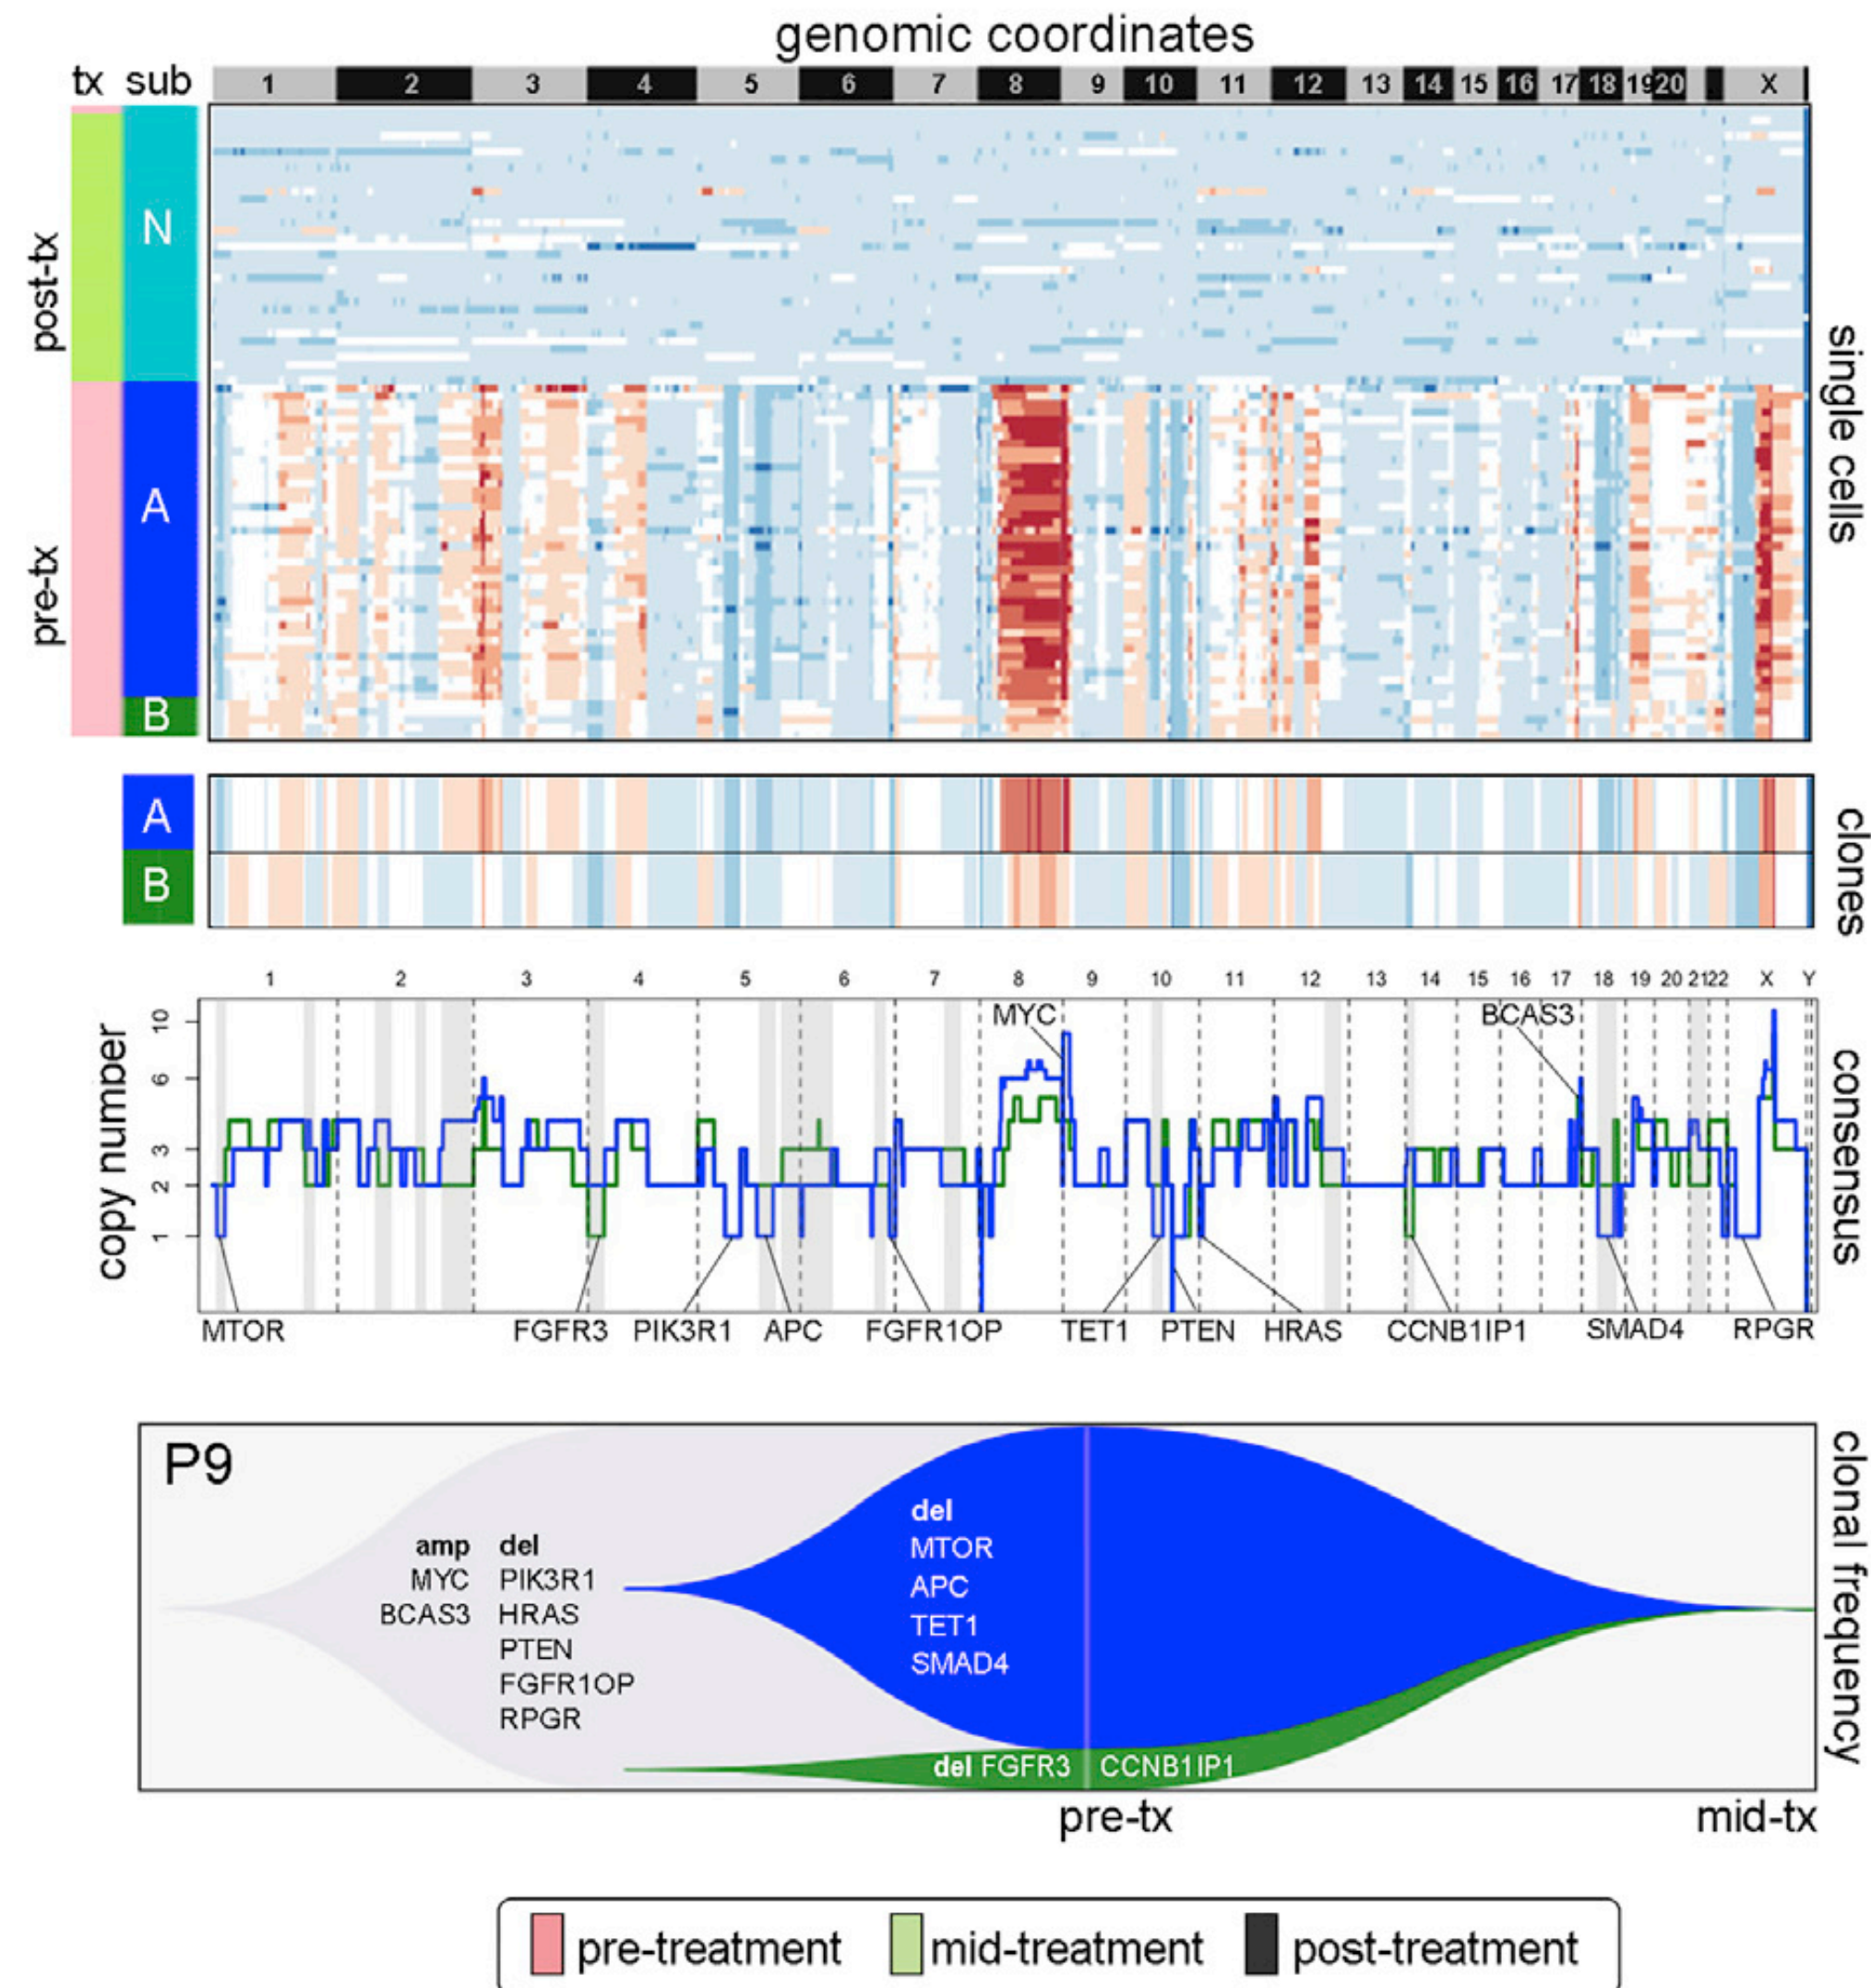 genomic coordinates
tx sub 1 2 3 4 5 6 7 8 9 10 11 12 13 14 15 16 17 18 19 20 X
post-tx
pre-tx
N
A
B
single cells
A
B
clones
1 2 3 4 5 6 7 8 9 10 11 12 13 14 15 16 17 18 19 20 2122 X Y
copy number
10
6
3
2
1
MYC BCAS3
consensus
MTOR FGFR3 PIK3R1 APC FGFR1OP TET1 PTEN HRAS CCNB1IP1 SMAD4 RPGR
P9
amp del
MYC PIK3R1
BCAS3 HRAS
PTEN
FGFR1OP
RPGR
del
MTOR
APC
TET1
SMAD4
del FGFR3 CCNB1IP1
clonal frequency
pre-tx mid-tx
pre-treatment mid-treatment post-treatment